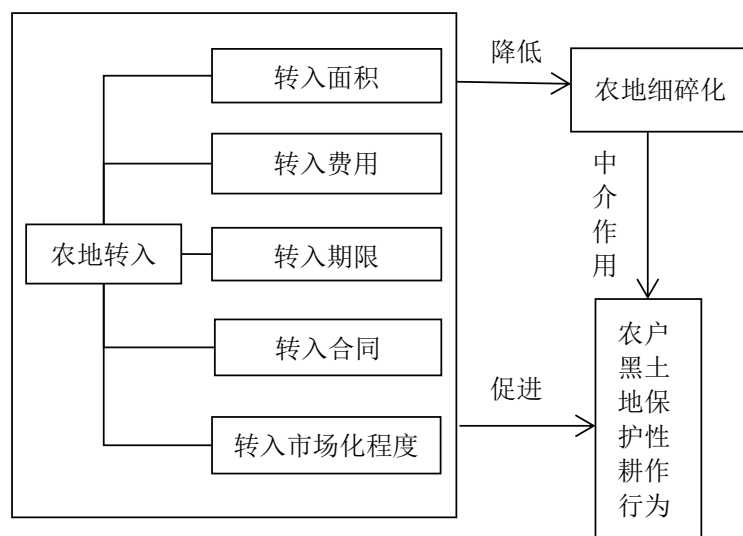 转入面积
降低
农地细碎化
转入费用
中
介
作
用
农地转入
转入期限
转入合同
促进
转入市场化程度
农户
黑土
地保
护性
耕作
行为